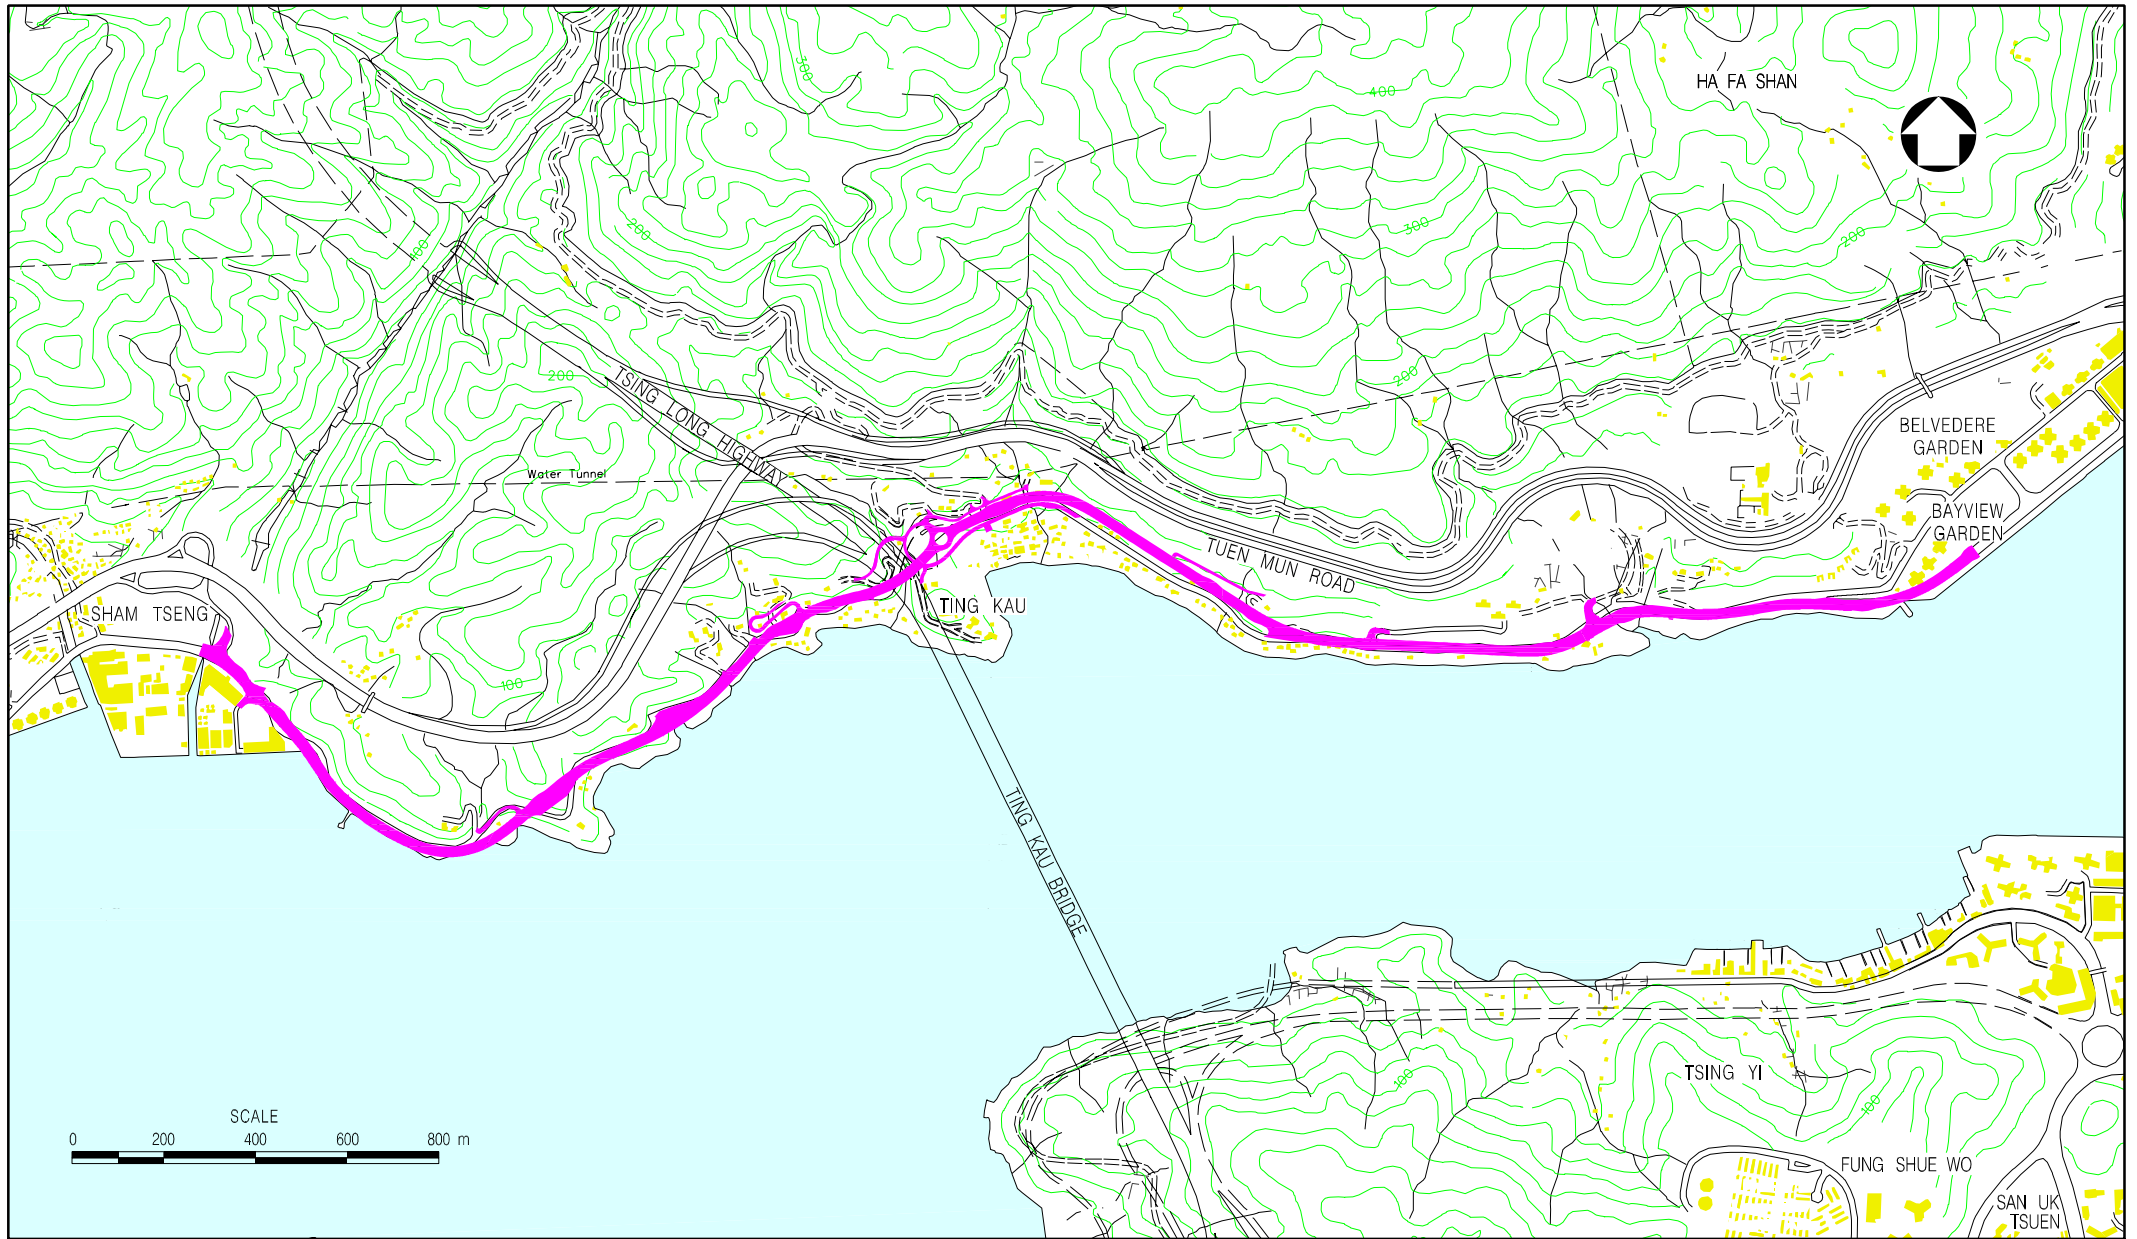 300
400
HA FA SHAN
100
200
300
200
200
TSING LONG HIGHWAY
200
BELVEDERE
GARDEN
Water Tunnel
BAYVIEW
GARDEN
TUEN MUN ROAD
SHAM TSENG
TING KAU
100
TING KAU BRIDGE
TSING YI
100
100
SCALE
0 200 400 600 800 m
FUNG SHUE WO
SAN UK
TSUEN